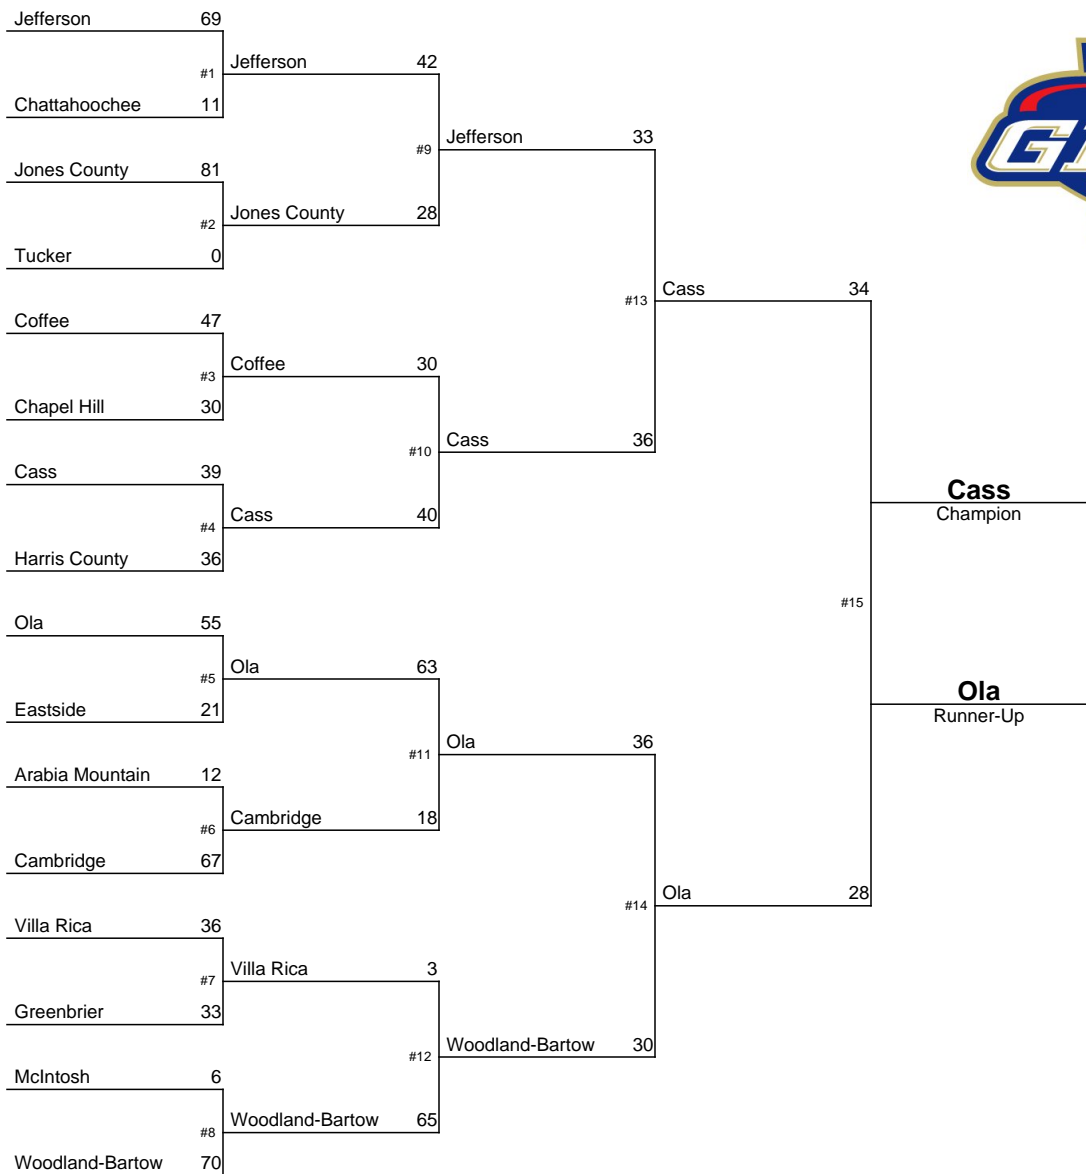 Jefferson 69
#1 Jefferson 42
Chattahoochee 11
#9 Jefferson 33
Jones County 81
#2 Jones County 28
Tucker 0
#13 Cass 34
Coffee 47
#3 Coffee 30
Chapel Hill 30
#10 Cass 36
Cass 39
#4 Cass 40
Harris County 36
Cass
Champion
#15
Ola 55
#5 Ola 63
Eastside 21
Ola
Runner-Up
#11 Ola 36
Arabia Mountain 12
#6 Cambridge 18
Cambridge 67
#14 Ola 28
Villa Rica 36
#7 Villa Rica 3
Greenbrier 33
#12 Woodland-Bartow 30
McIntosh 6
#8 Woodland-Bartow 65
Woodland-Bartow 70